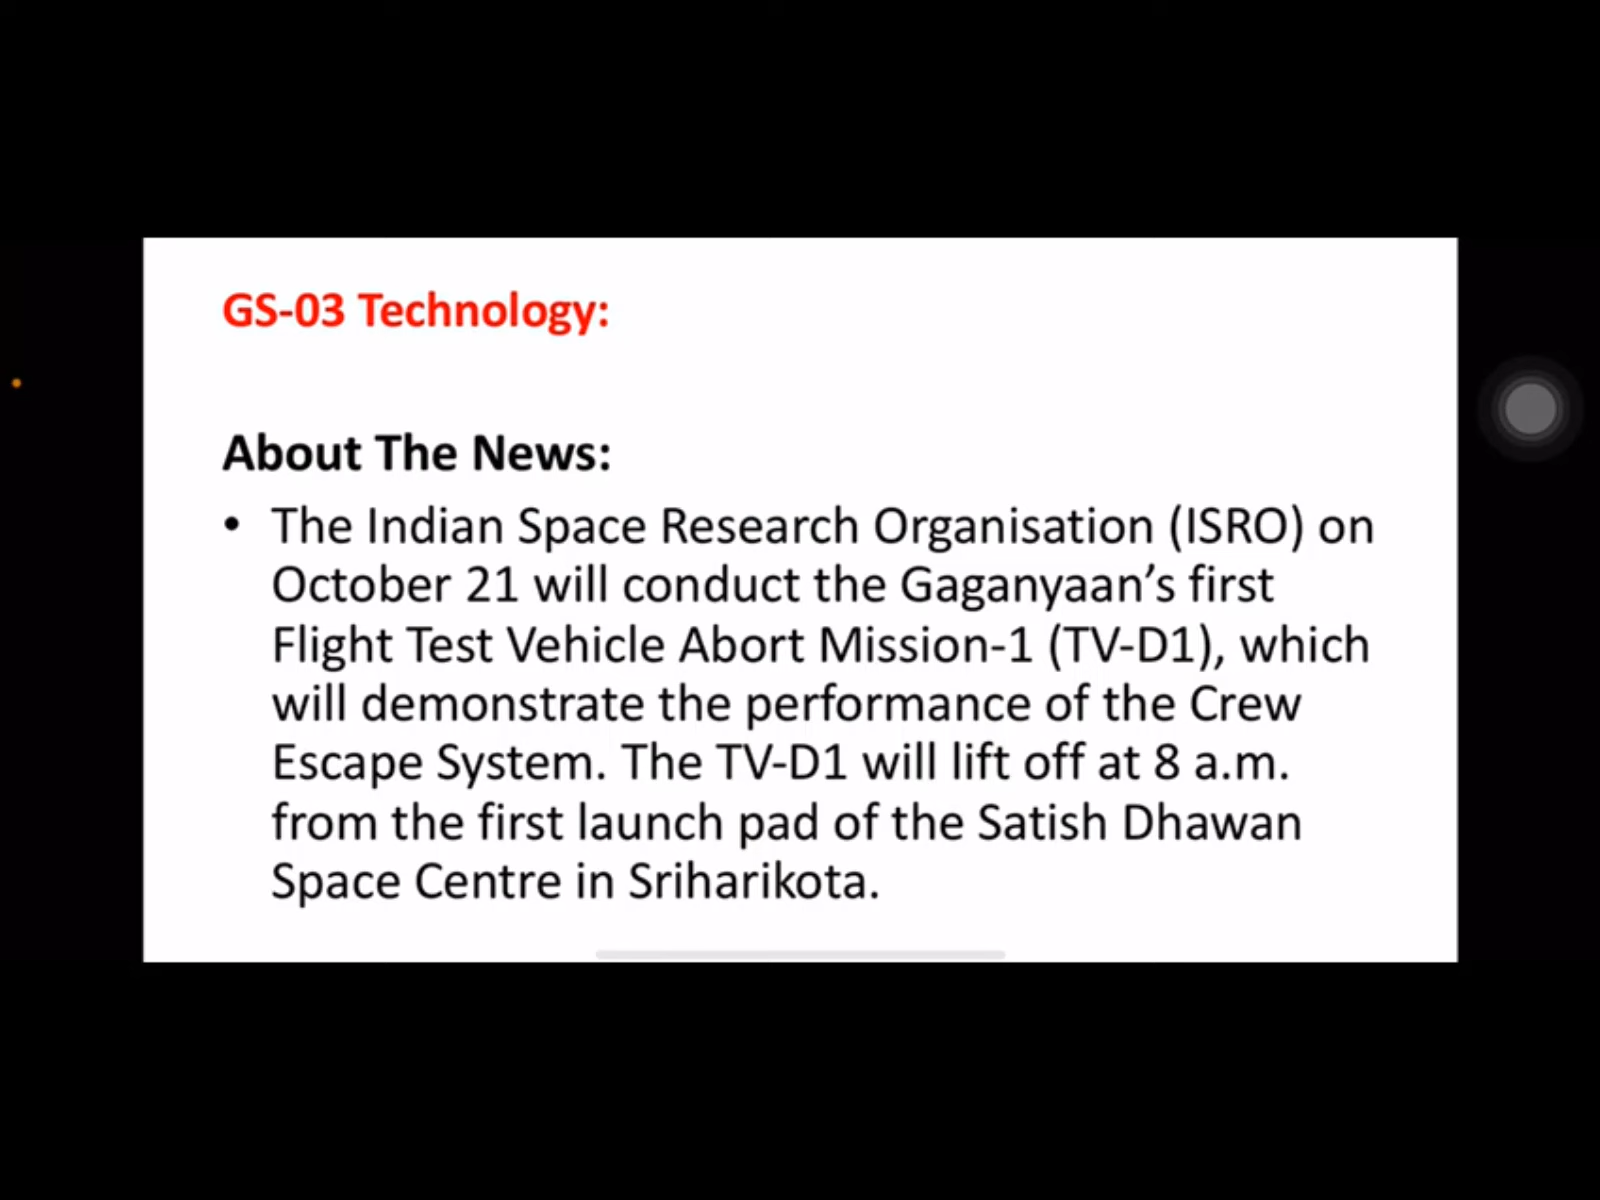 GS-03 Technology:
About The News:
• The Indian Space Research Organisation (ISRO) on
October 21 will conduct the Gaganyaan’s first
Flight Test Vehicle Abort Mission-1 (TV-D1), which
will demonstrate the performance of the Crew
Escape System. The TV-D1 will lift off at 8 a.m.
from the first launch pad of the Satish Dhawan
Space Centre in Sriharikota.